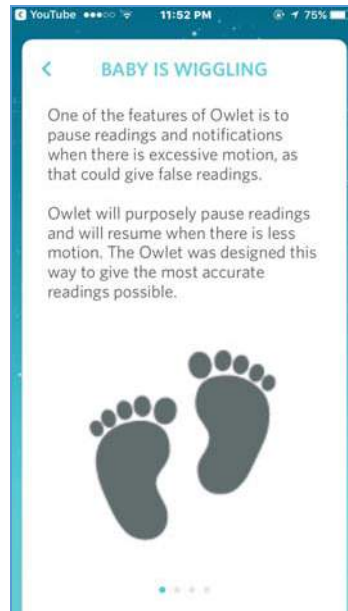 YouTube 11:52 PM 75%
BABY IS WIGGLING
One of the features of Owlet is to
pause readings and notifications
when there is excessive motion, as
that could give false readings.
Owlet will purposely pause readings
and will resume when there is less
motion. The Owlet was designed this
way to give the most accurate
readings possible.